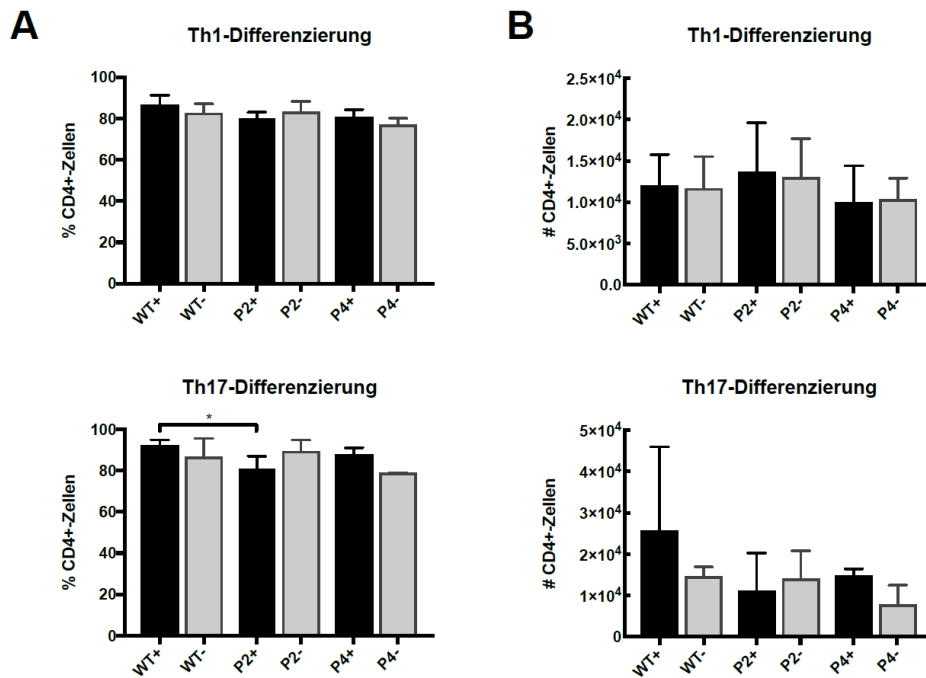 A
B
Th1-Differenzierung
% CD4+-Zellen
100
80
60
40
20
0
WT+
WT-
P2+
P2-
P4+
P4-
Th1-Differenzierung
# CD4+-Zellen
2.5×10⁴
2.0×10⁴
1.5×10⁴
1.0×10⁴
5.0×10³
0.0
WT+
WT-
P2+
P2-
P4+
P4-
Th17-Differenzierung
% CD4+-Zellen
100
80
60
40
20
0
*
WT+
WT-
P2+
P2-
P4+
P4-
Th17-Differenzierung
# CD4+-Zellen
5×10⁴
4×10⁴
3×10⁴
2×10⁴
1×10⁴
0
WT+
WT-
P2+
P2-
P4+
P4-